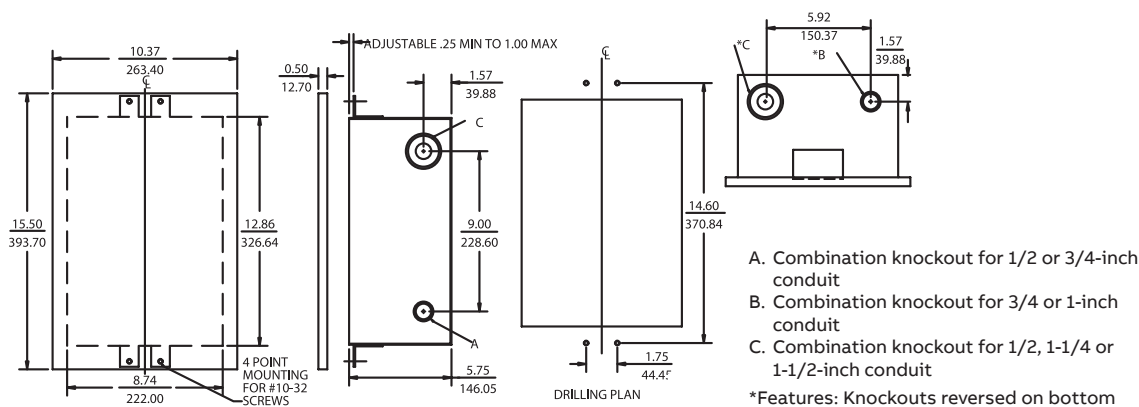 10.37
263.40
℄
0.50
12.70
15.50
393.70
12.86
326.64
8.74
222.00
4 POINT
MOUNTING
FOR #10-32
SCREWS
ADJUSTABLE .25 MIN TO 1.00 MAX
1.57
39.88
C
9.00
228.60
A
5.75
146.05
℄
14.60
370.84
1.75
44.45
DRILLING PLAN
5.92
150.37
*C
*B
1.57
39.88
A. Combination knockout for 1/2 or 3/4-inch
conduit
B. Combination knockout for 3/4 or 1-inch
conduit
C. Combination knockout for 1/2, 1-1/4 or
1-1/2-inch conduit
*Features: Knockouts reversed on bottom